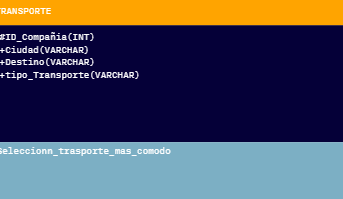 TRANSPORTE
#ID_Compañia(INT)
+Ciudad(VARCHAR)
+Destino(VARCHAR)
+tipo_Transporte(VARCHAR)
Seleccionn_trasporte_mas_comodo